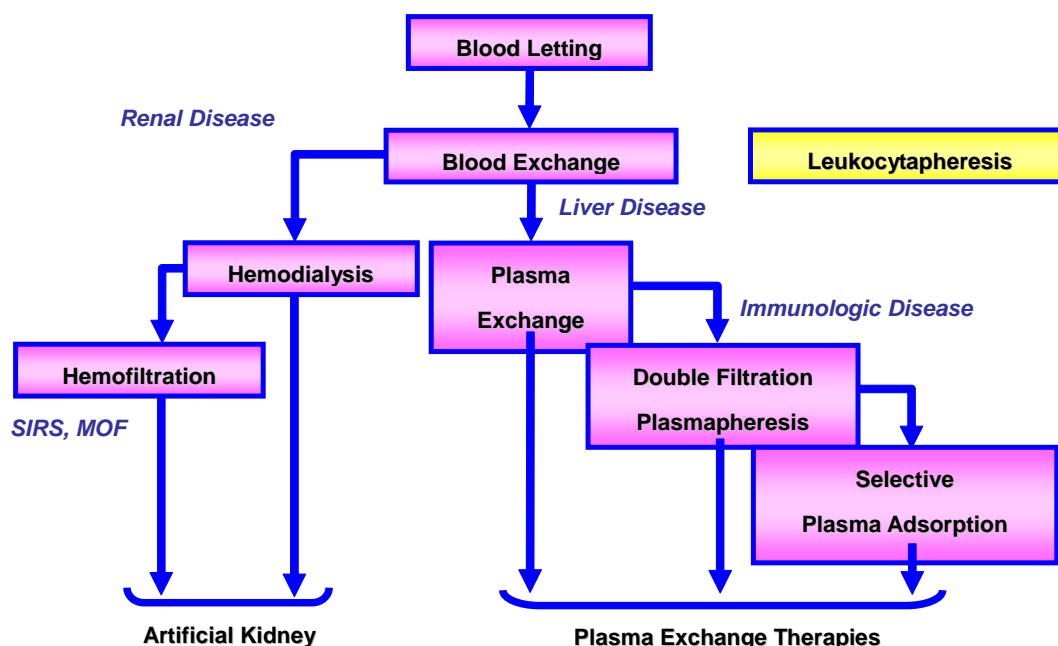 Blood Letting
Renal Disease
Blood Exchange
Leukocytapheresis
Liver Disease
Hemodialysis
Plasma
Exchange
Immunologic Disease
Hemofiltration
Double Filtration
Plasmapheresis
SIRS, MOF
Selective
Plasma Adsorption
Artificial Kidney
Plasma Exchange Therapies